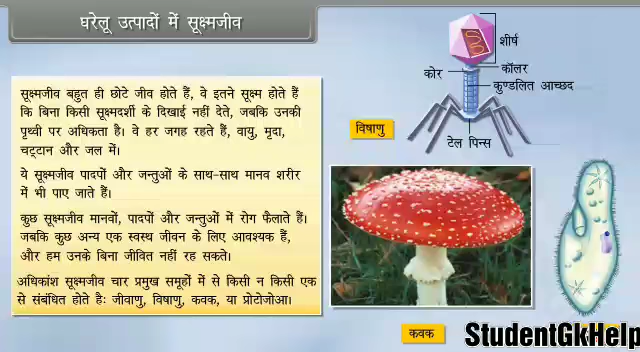 घरेलू उत्पादों में सूक्ष्मजीव
सूक्ष्मजीव बहुत ही छोटे जीव होते हैं, वे इतने सूक्ष्म होते हैं
कि बिना किसी सूक्ष्मदर्शी के दिखाई नहीं देते, जबकि उनकी
पृथ्वी पर अधिकता है। वे हर जगह रहते हैं, वायु, मृदा,
चट्टान और जल में।
ये सूक्ष्मजीव पादपों और जन्तुओं के साथ-साथ मानव शरीर
में भी पाए जाते हैं।
कुछ सूक्ष्मजीव मानवों, पादपों और जन्तुओं में रोग फैलाते हैं।
जबकि कुछ अन्य एक स्वस्थ जीवन के लिए आवश्यक हैं,
और हम उनके बिना जीवित नहीं रह सकते।
अधिकांश सूक्ष्मजीव चार प्रमुख समूहों में से किसी न किसी एक
से संबंधित होते है: जीवाणु, विषाणु, कवक, या प्रोटोजोआ।
शीर्ष
कॉलर
कोर
कुण्डलित आच्छद
विषाणु
टेल पिन्स
कवक
StudentGkHelp